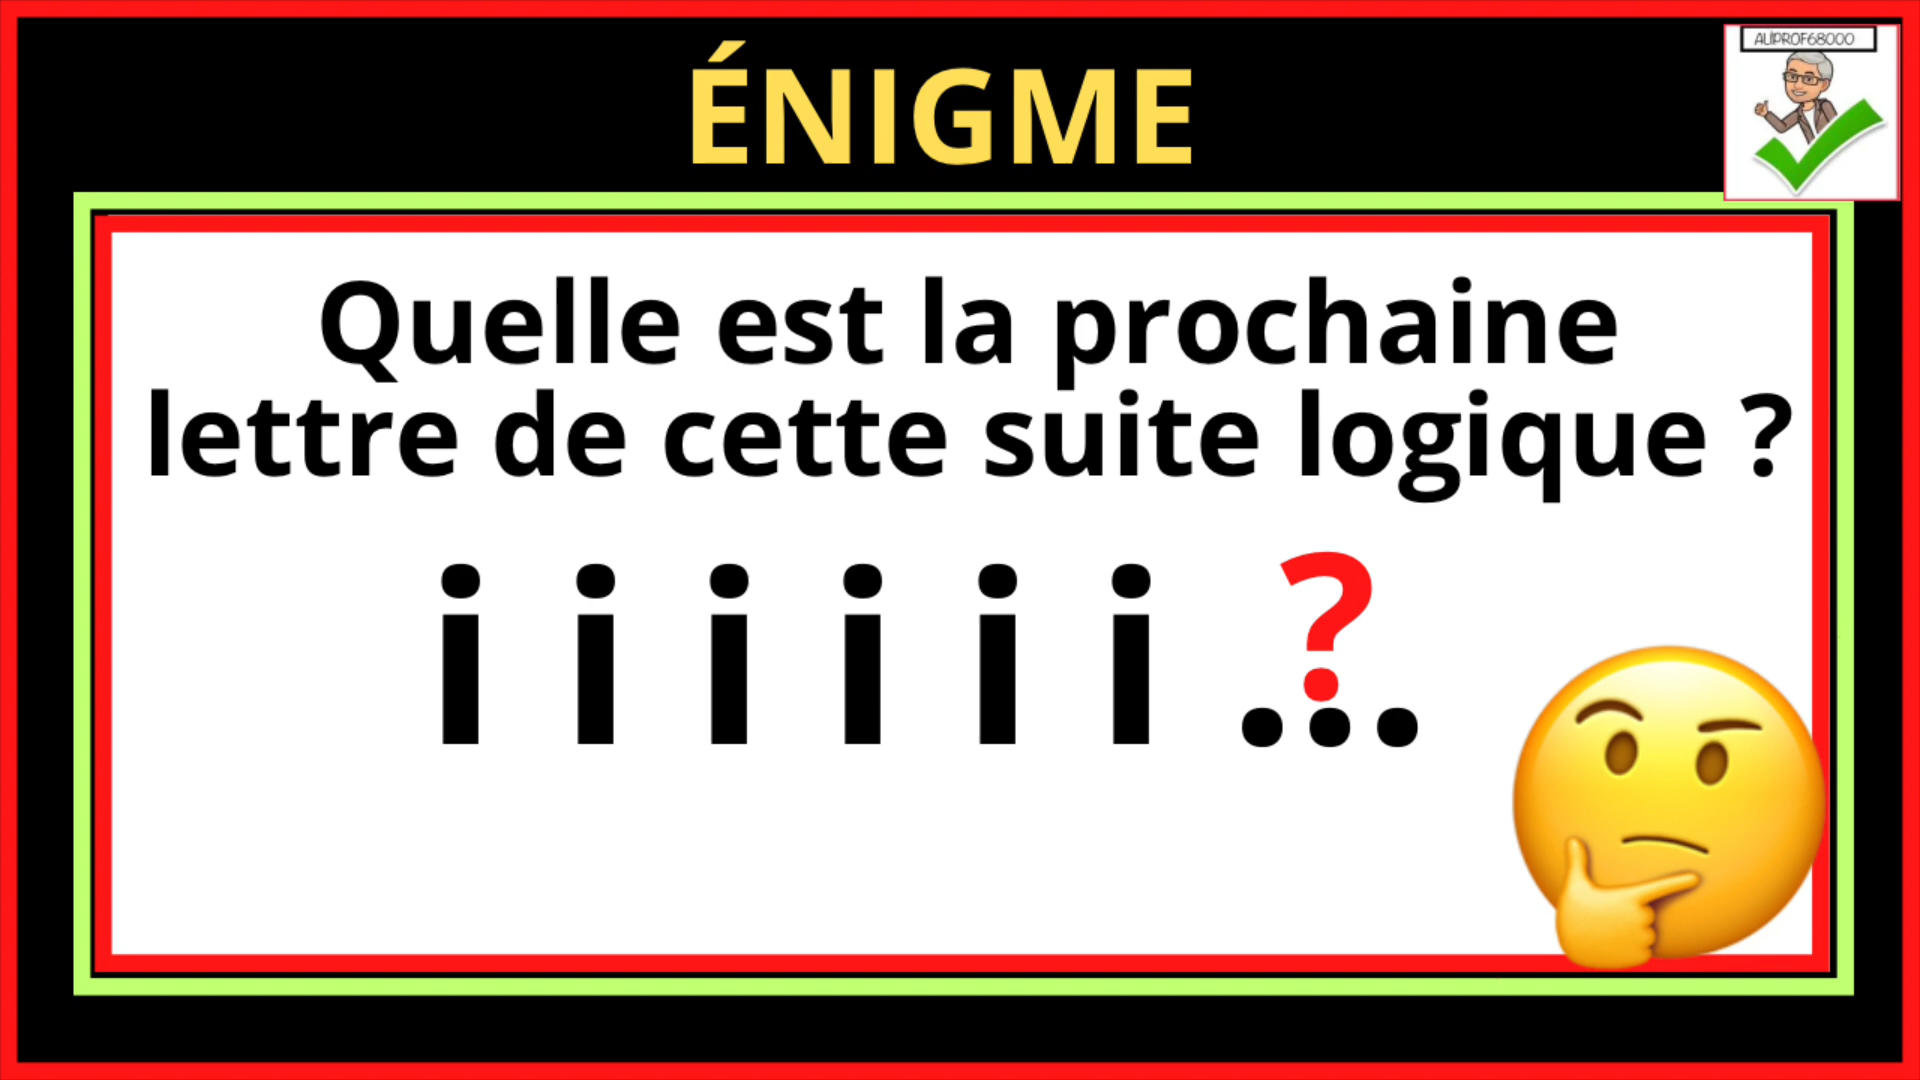 ÉNIGME
ALIPROF68000
Quelle est la prochaine
lettre de cette suite logique ?
i i i i i i ...
?